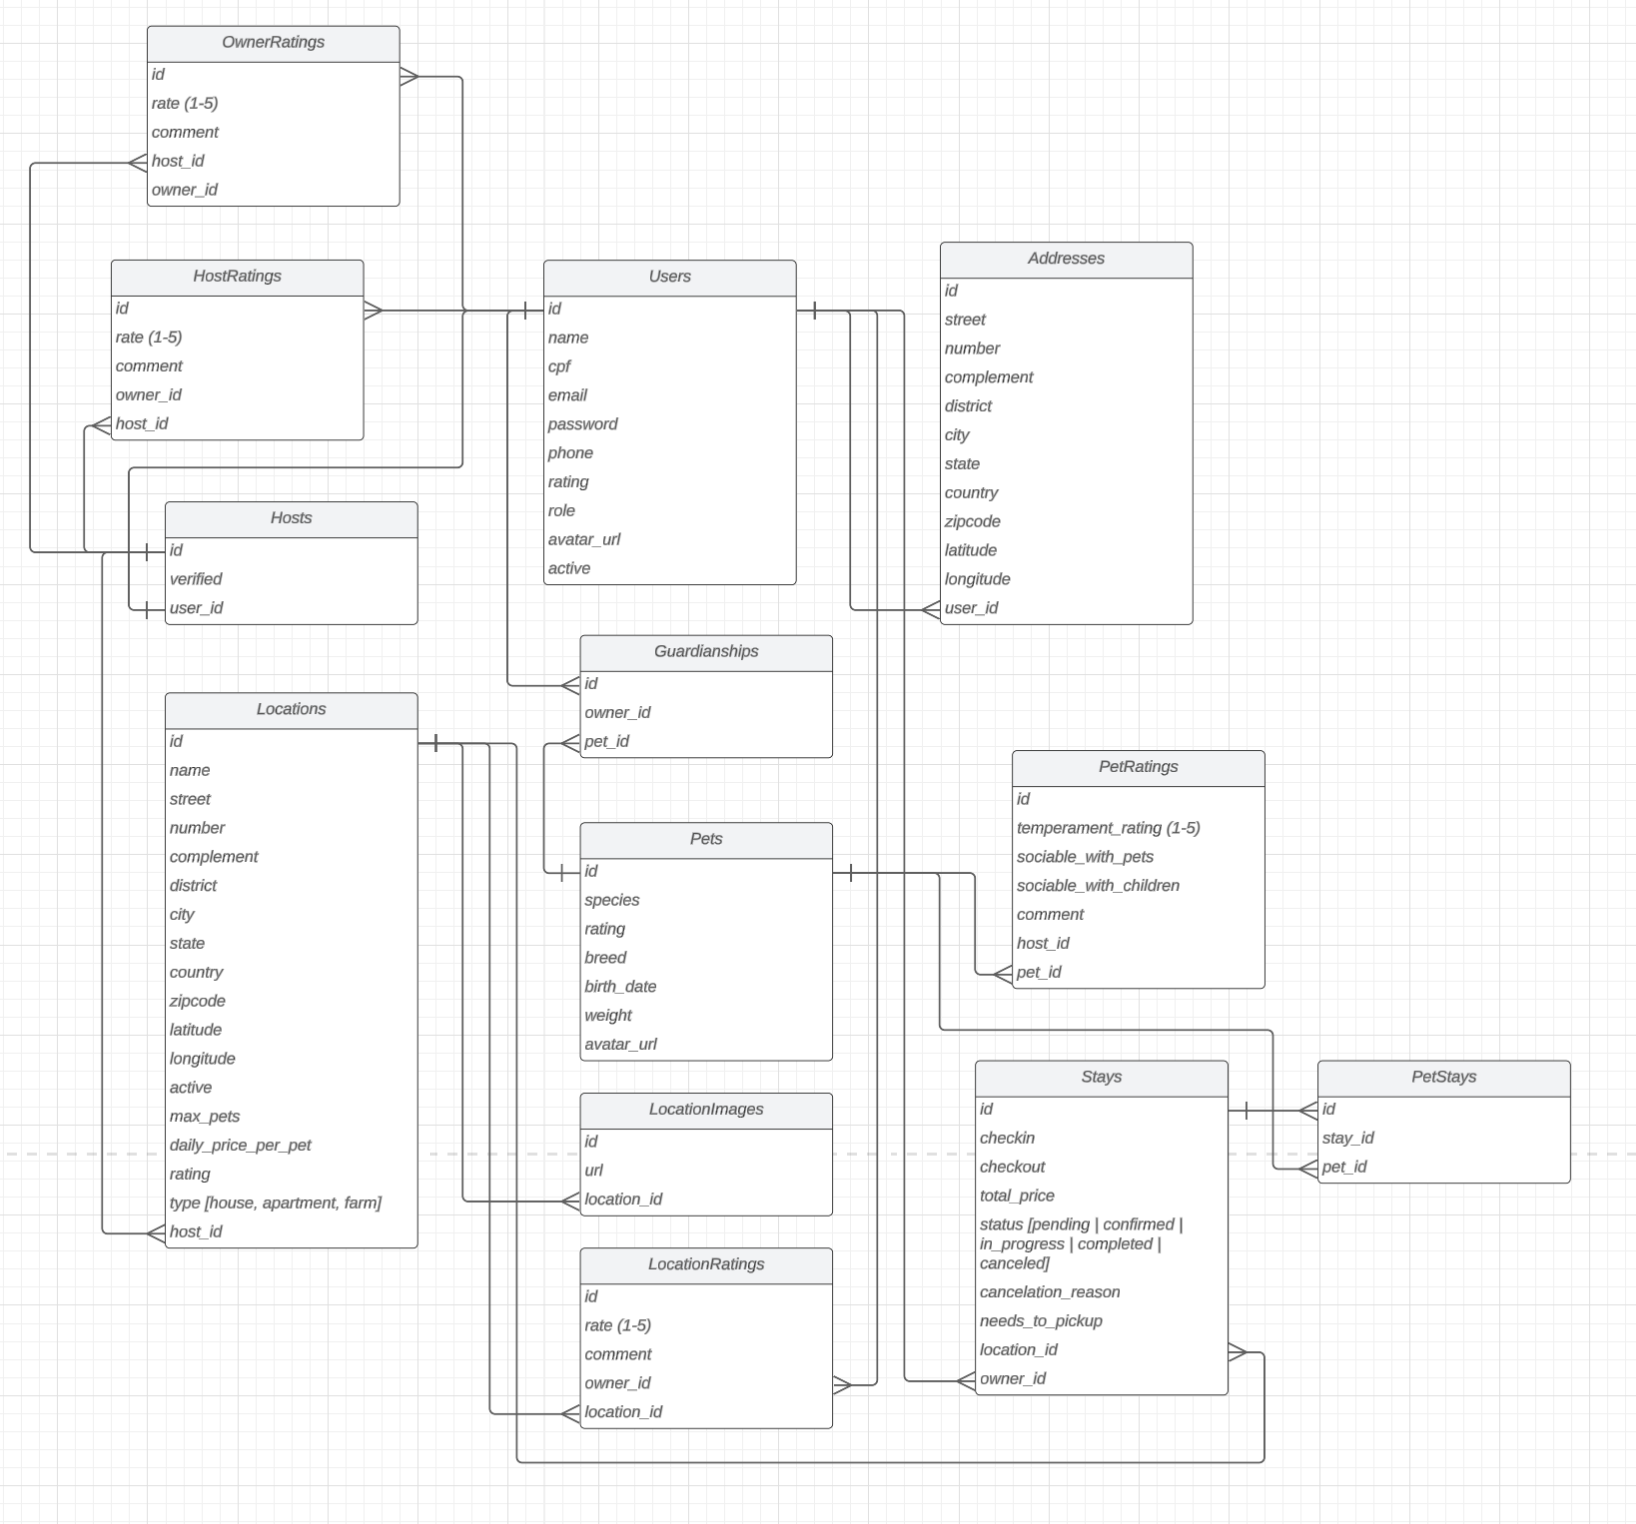 OwnerRatings
id
rate (1-5)
comment
host_id
owner_id
HostRatings
id
rate (1-5)
comment
owner_id
host_id
Users
id
name
cpf
email
password
phone
rating
role
avatar_url
active
Addresses
id
street
number
complement
district
city
state
country
zipcode
latitude
longitude
user_id
Hosts
id
verified
user_id
Guardianships
id
owner_id
pet_id
Locations
id
name
street
number
complement
district
city
state
country
zipcode
latitude
longitude
active
max_pets
daily_price_per_pet
rating
type [house, apartment, farm]
host_id
Pets
id
species
rating
breed
birth_date
weight
avatar_url
PetRatings
id
temperament_rating (1-5)
sociable_with_pets
sociable_with_children
comment
host_id
pet_id
LocationImages
id
url
location_id
LocationRatings
id
rate (1-5)
comment
owner_id
location_id
Stays
id
checkin
checkout
total_price
status [pending | confirmed |
in_progress | completed |
canceled]
cancelation_reason
needs_to_pickup
location_id
owner_id
PetStays
id
stay_id
pet_id